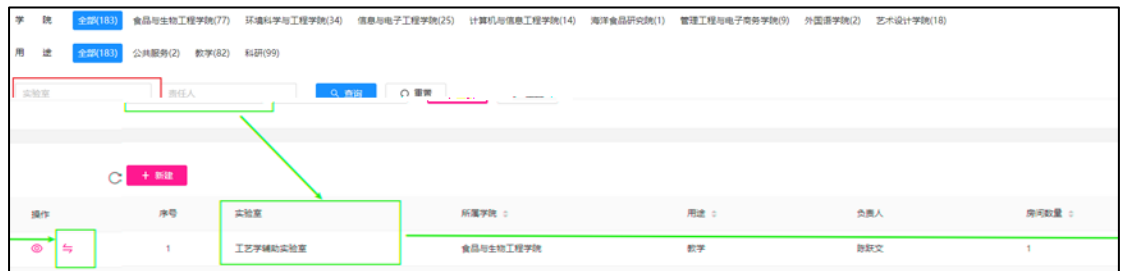 学 院 全部(183) 食品与生物工程学院(77) 环境科学与工程学院(34) 信息与电子工程学院(25) 计算机与信息工程学院(14) 海洋食品研究院(1) 管理工程与电子商务学院(9) 外国语学院(2) 艺术设计学院(18)
用 途 全部(183) 公共服务(2) 教学(82) 科研(99)
实验室 责任人 查询 重置
+ 新建
操作 序号 实验室 所属学院 用途 负责人 房间数量
1 工艺学辅助实验室 食品与生物工程学院 教学 陈跃文 1